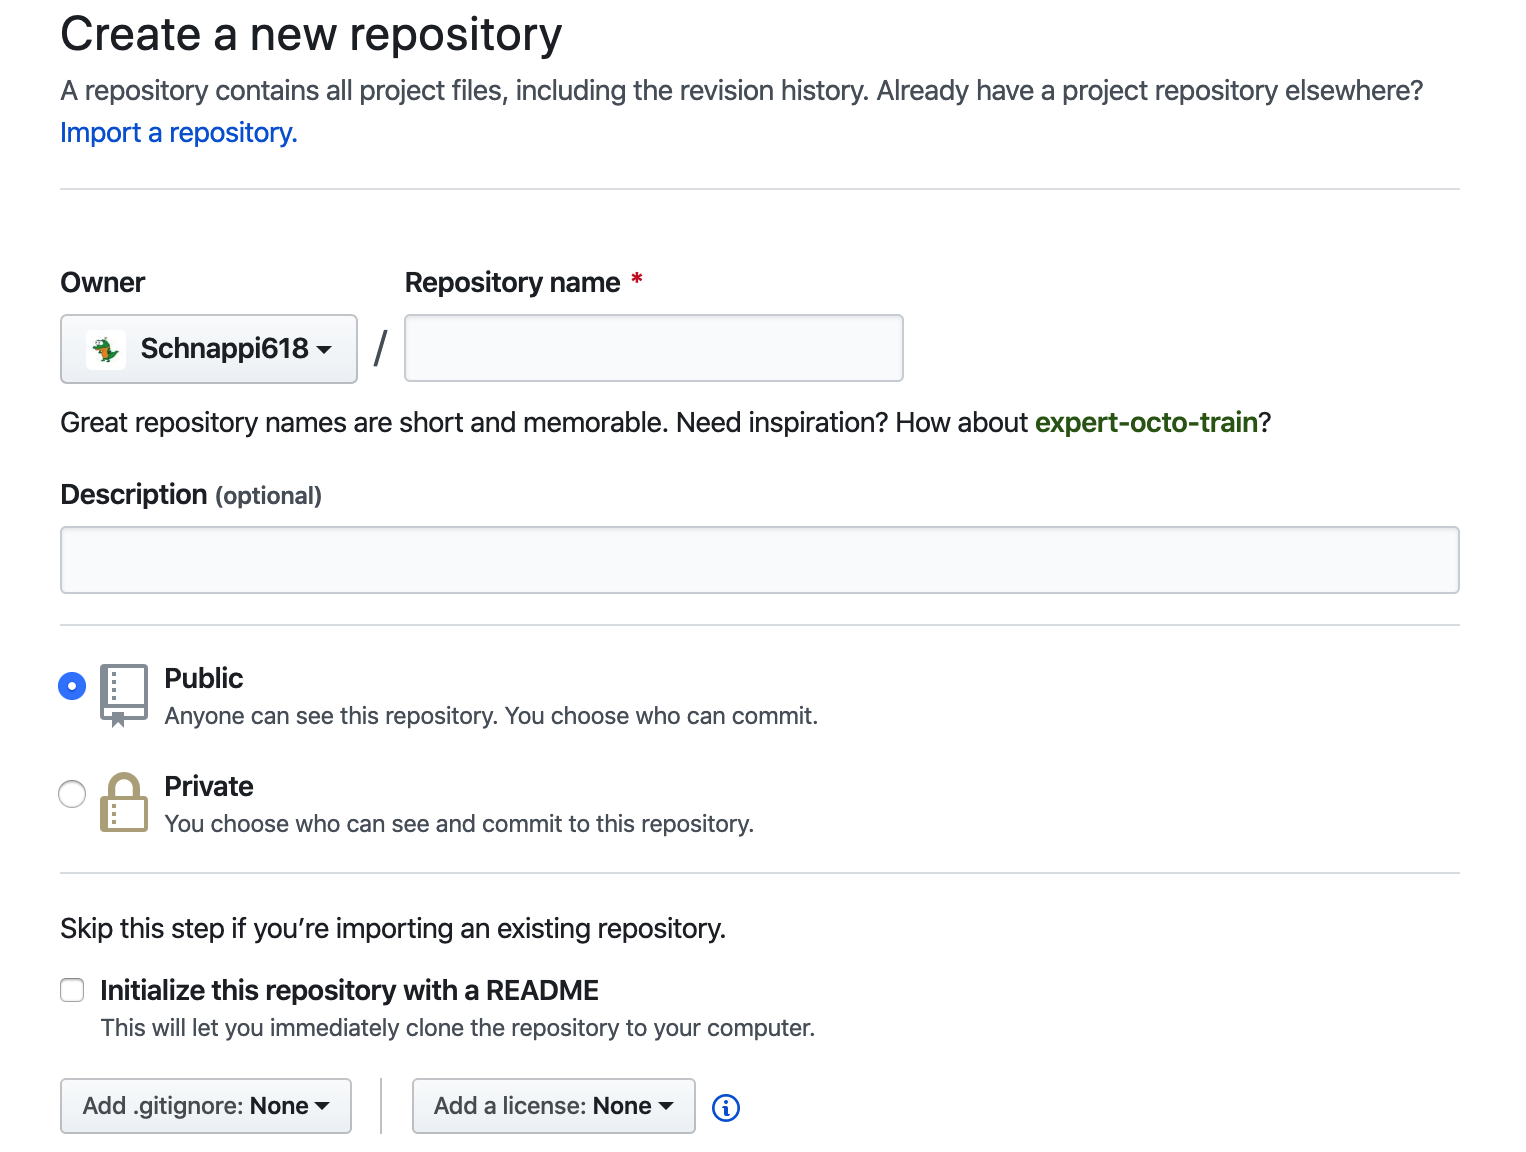 Create a new repository
A repository contains all project files, including the revision history. Already have a project repository elsewhere?
Import a repository.
Owner
Repository name *
Schnappi618
/
Great repository names are short and memorable. Need inspiration? How about expert-octo-train?
Description (optional)
Public
Anyone can see this repository. You choose who can commit.
Private
You choose who can see and commit to this repository.
Skip this step if you’re importing an existing repository.
Initialize this repository with a README
This will let you immediately clone the repository to your computer.
Add .gitignore: None
Add a license: None